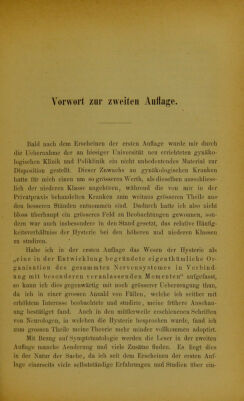 Vorwort zur zweiten Auflage.
Bald nach dem Erscheinen der ersten Auflage wurde mir durch
die Uebernahme der an hiesiger Universität neu errichteten gynäko-
logischen Klinik und Poliklinik ein nicht unbedeutendes Material zur
Disposition gestellt. Dieser Zuwachs an gynäkologischen Kranken
hatte für mich einen um so grösseren Werth, als dieselben ausschliess-
lich der niederen Klasse angehören, während die von mir in der
Privatpraxis behandelten Kranken zum weitaus grösseren Theile aus
den besseren Ständen entnommen sind. Dadurch hatte ich also nicht
bloss überhaupt ein grösseres Feld an Beobachtungen gewonnen, son-
dern war auch insbesondere in den Stand gesetzt, das relative Häufig-
keitsverhältniss der Hysterie bei den höheren und niederen Klassen
zu studiren.
Habe ich in der ersten Auflage das Wesen der Hysterie als
„eine in der Entwicklung begründete eigenthümliche Or-
ganisation des gesammten Nervensystemes in Verbind-
ung mit besonderen veranlassenden Momenten“ aufgefasst,
so kann ich dies gegenwärtig mit noch grösserer Ueberzeugung thun,
da ich in einer grossen Anzahl von Fällen, welche ich seither mit
erhöhtem Interesse beobachtete und studire, meine frühere Anschau-
ung bestätigt fand. Auch in den mittlerweile erschienenen Schriften
von Neurologen, in welchen die Hysterie besprochen wurde, fand ich
zum grossen Theile meine Theorie mehr minder vollkommen adoptirt.
Mit Bezug auf Symptomatologie werden die Leser in der zweiten
Auflage manche Aenderung und viele Zusätze finden. Es liegt dies
in der Natur der Sache, da ich seit dem Erscheinen der ersten Auf-
lage einerseits viele selbständige Erfahrungen und Studien über ein-